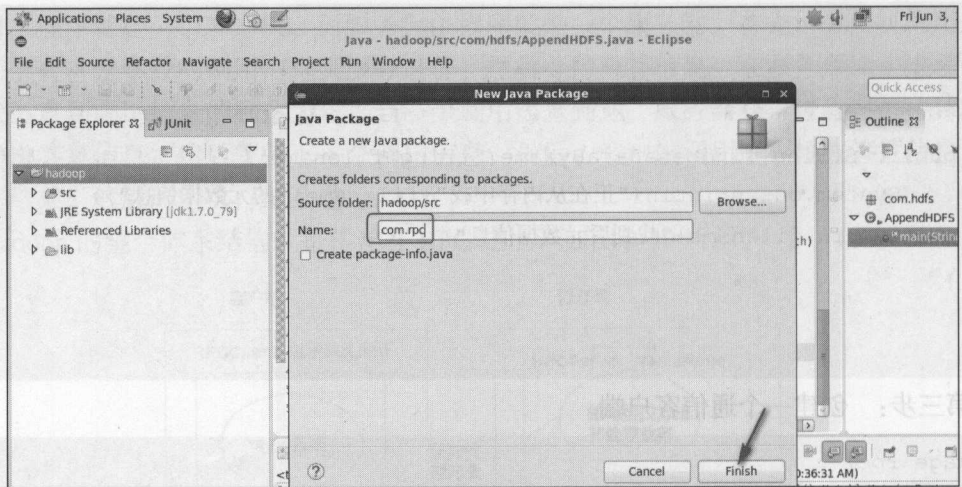 Applications Places System
Fri Jun 3,
Java - hadoop/src/com/hdfs/AppendHDFS.java - Eclipse
File Edit Source Refactor Navigate Search Project Run Window Help
Quick Access
New Java Package
Package Explorer
JUnit
Outline
Java Package
Create a new Java package.
hadoop
src
JRE System Library [jdk1.7.0_79]
Referenced Libraries
lib
Creates folders corresponding to packages.
Source folder: hadoop/src
Browse...
Name: com.rpc
Create package-info.java
com.hdfs
AppendHDFS
main(String
Cancel
Finish
:36:31 AM)